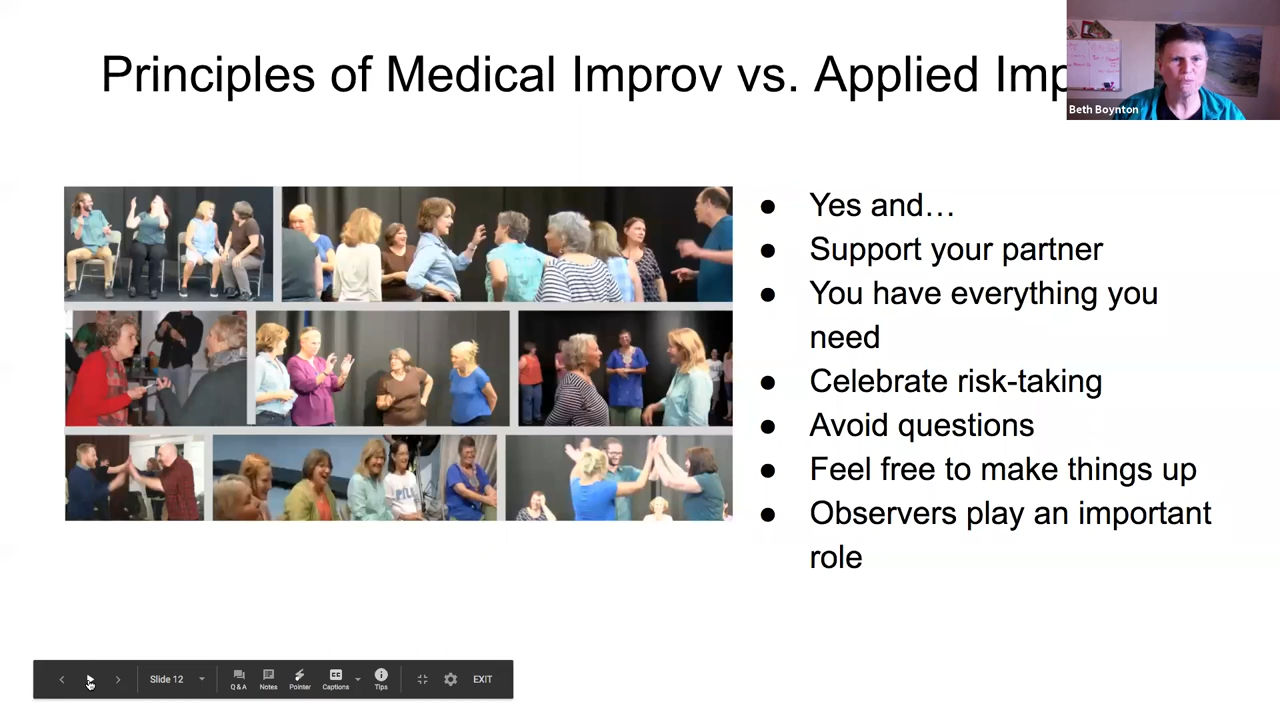 Principles of Medical Improv vs. Applied Imp
Beth Boynton
● Yes and…
● Support your partner
● You have everything you
need
● Celebrate risk-taking
● Avoid questions
● Feel free to make things up
● Observers play an important
role
Slide 12
Q & A
Notes
Pointer
Captions
Tips
EXIT